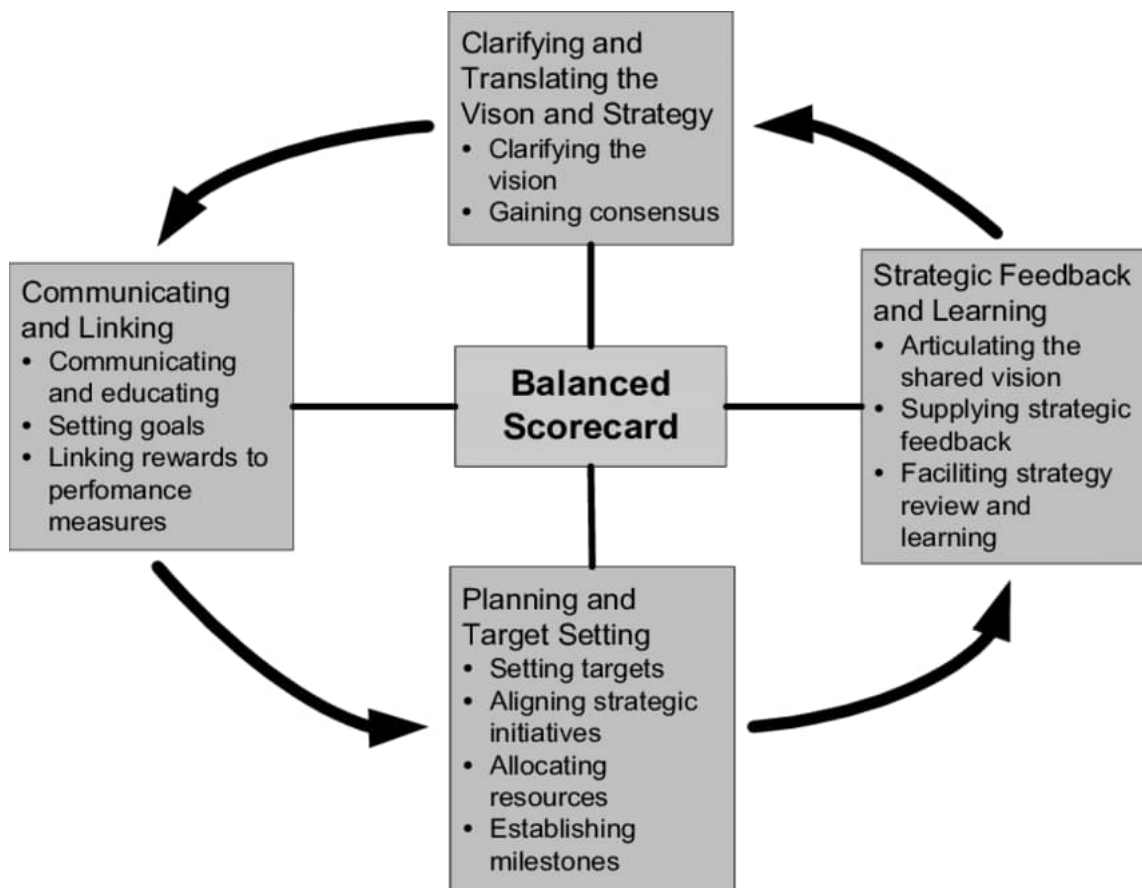 Clarifying and
Translating the
Vison and Strategy
• Clarifying the
vision
• Gaining consensus
Communicating
and Linking
• Communicating
and educating
• Setting goals
• Linking rewards to
perfomance
measures
Balanced
Scorecard
Strategic Feedback
and Learning
• Articulating the
shared vision
• Supplying strategic
feedback
• Faciliting strategy
review and
learning
Planning and
Target Setting
• Setting targets
• Aligning strategic
initiatives
• Allocating
resources
• Establishing
milestones